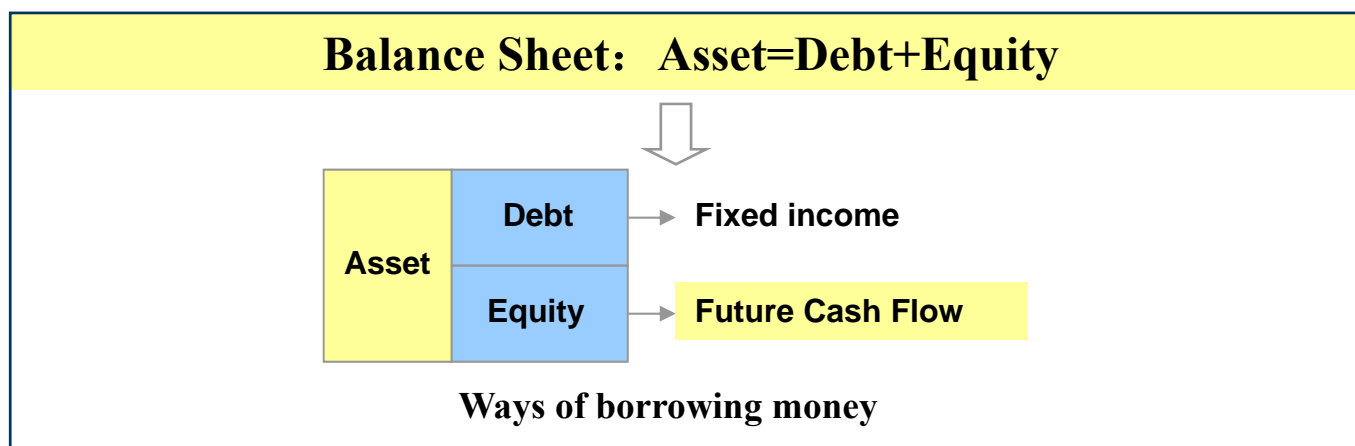 Balance Sheet： Asset=Debt+Equity
Debt
Fixed income
Asset
Equity
Future Cash Flow
Ways of borrowing money